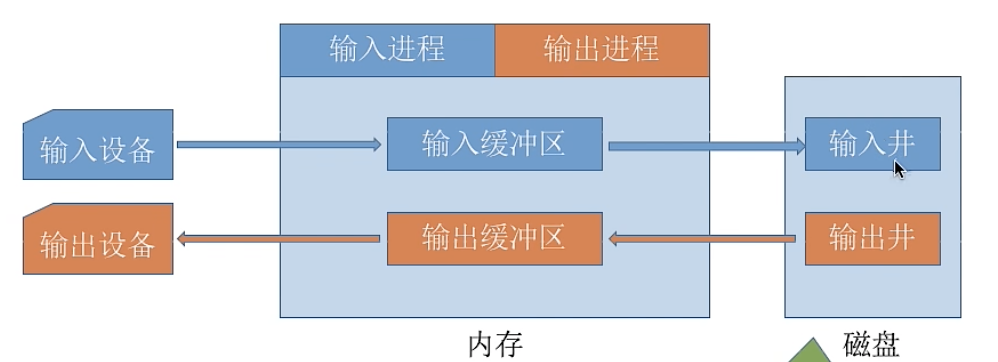 输入进程
输出进程
输入设备
输入缓冲区
输入井
输出设备
输出缓冲区
输出井
内存
磁盘